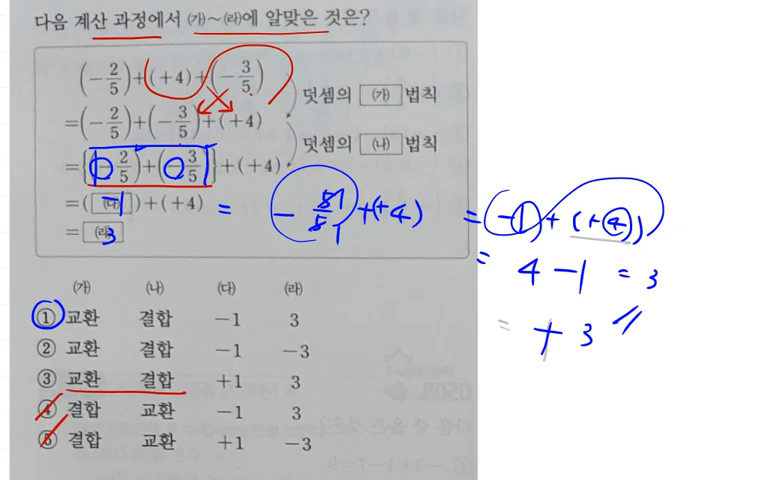 다음 계산 과정에서 ㈎~㈑에 알맞은 것은?
(-2/5)+(+4)+(-3/5)
덧셈의 ㈎ 법칙
=(-2/5)+(-3/5)+(+4)
덧셈의 ㈏ 법칙
={(-2/5)+(-3/5)}+(+4)
=( -1 )+(+4) = -5/5 1/1 +(+4) = (-1)+(+4)
= ㈑ 3
= 4-1 = 3
= +3
㈎ ㈏ ㈐ ㈑
① 교환 결합 -1 3
② 교환 결합 -1 -3
③ 교환 결합 +1 3
④ 결합 교환 -1 3
⑤ 결합 교환 +1 -3